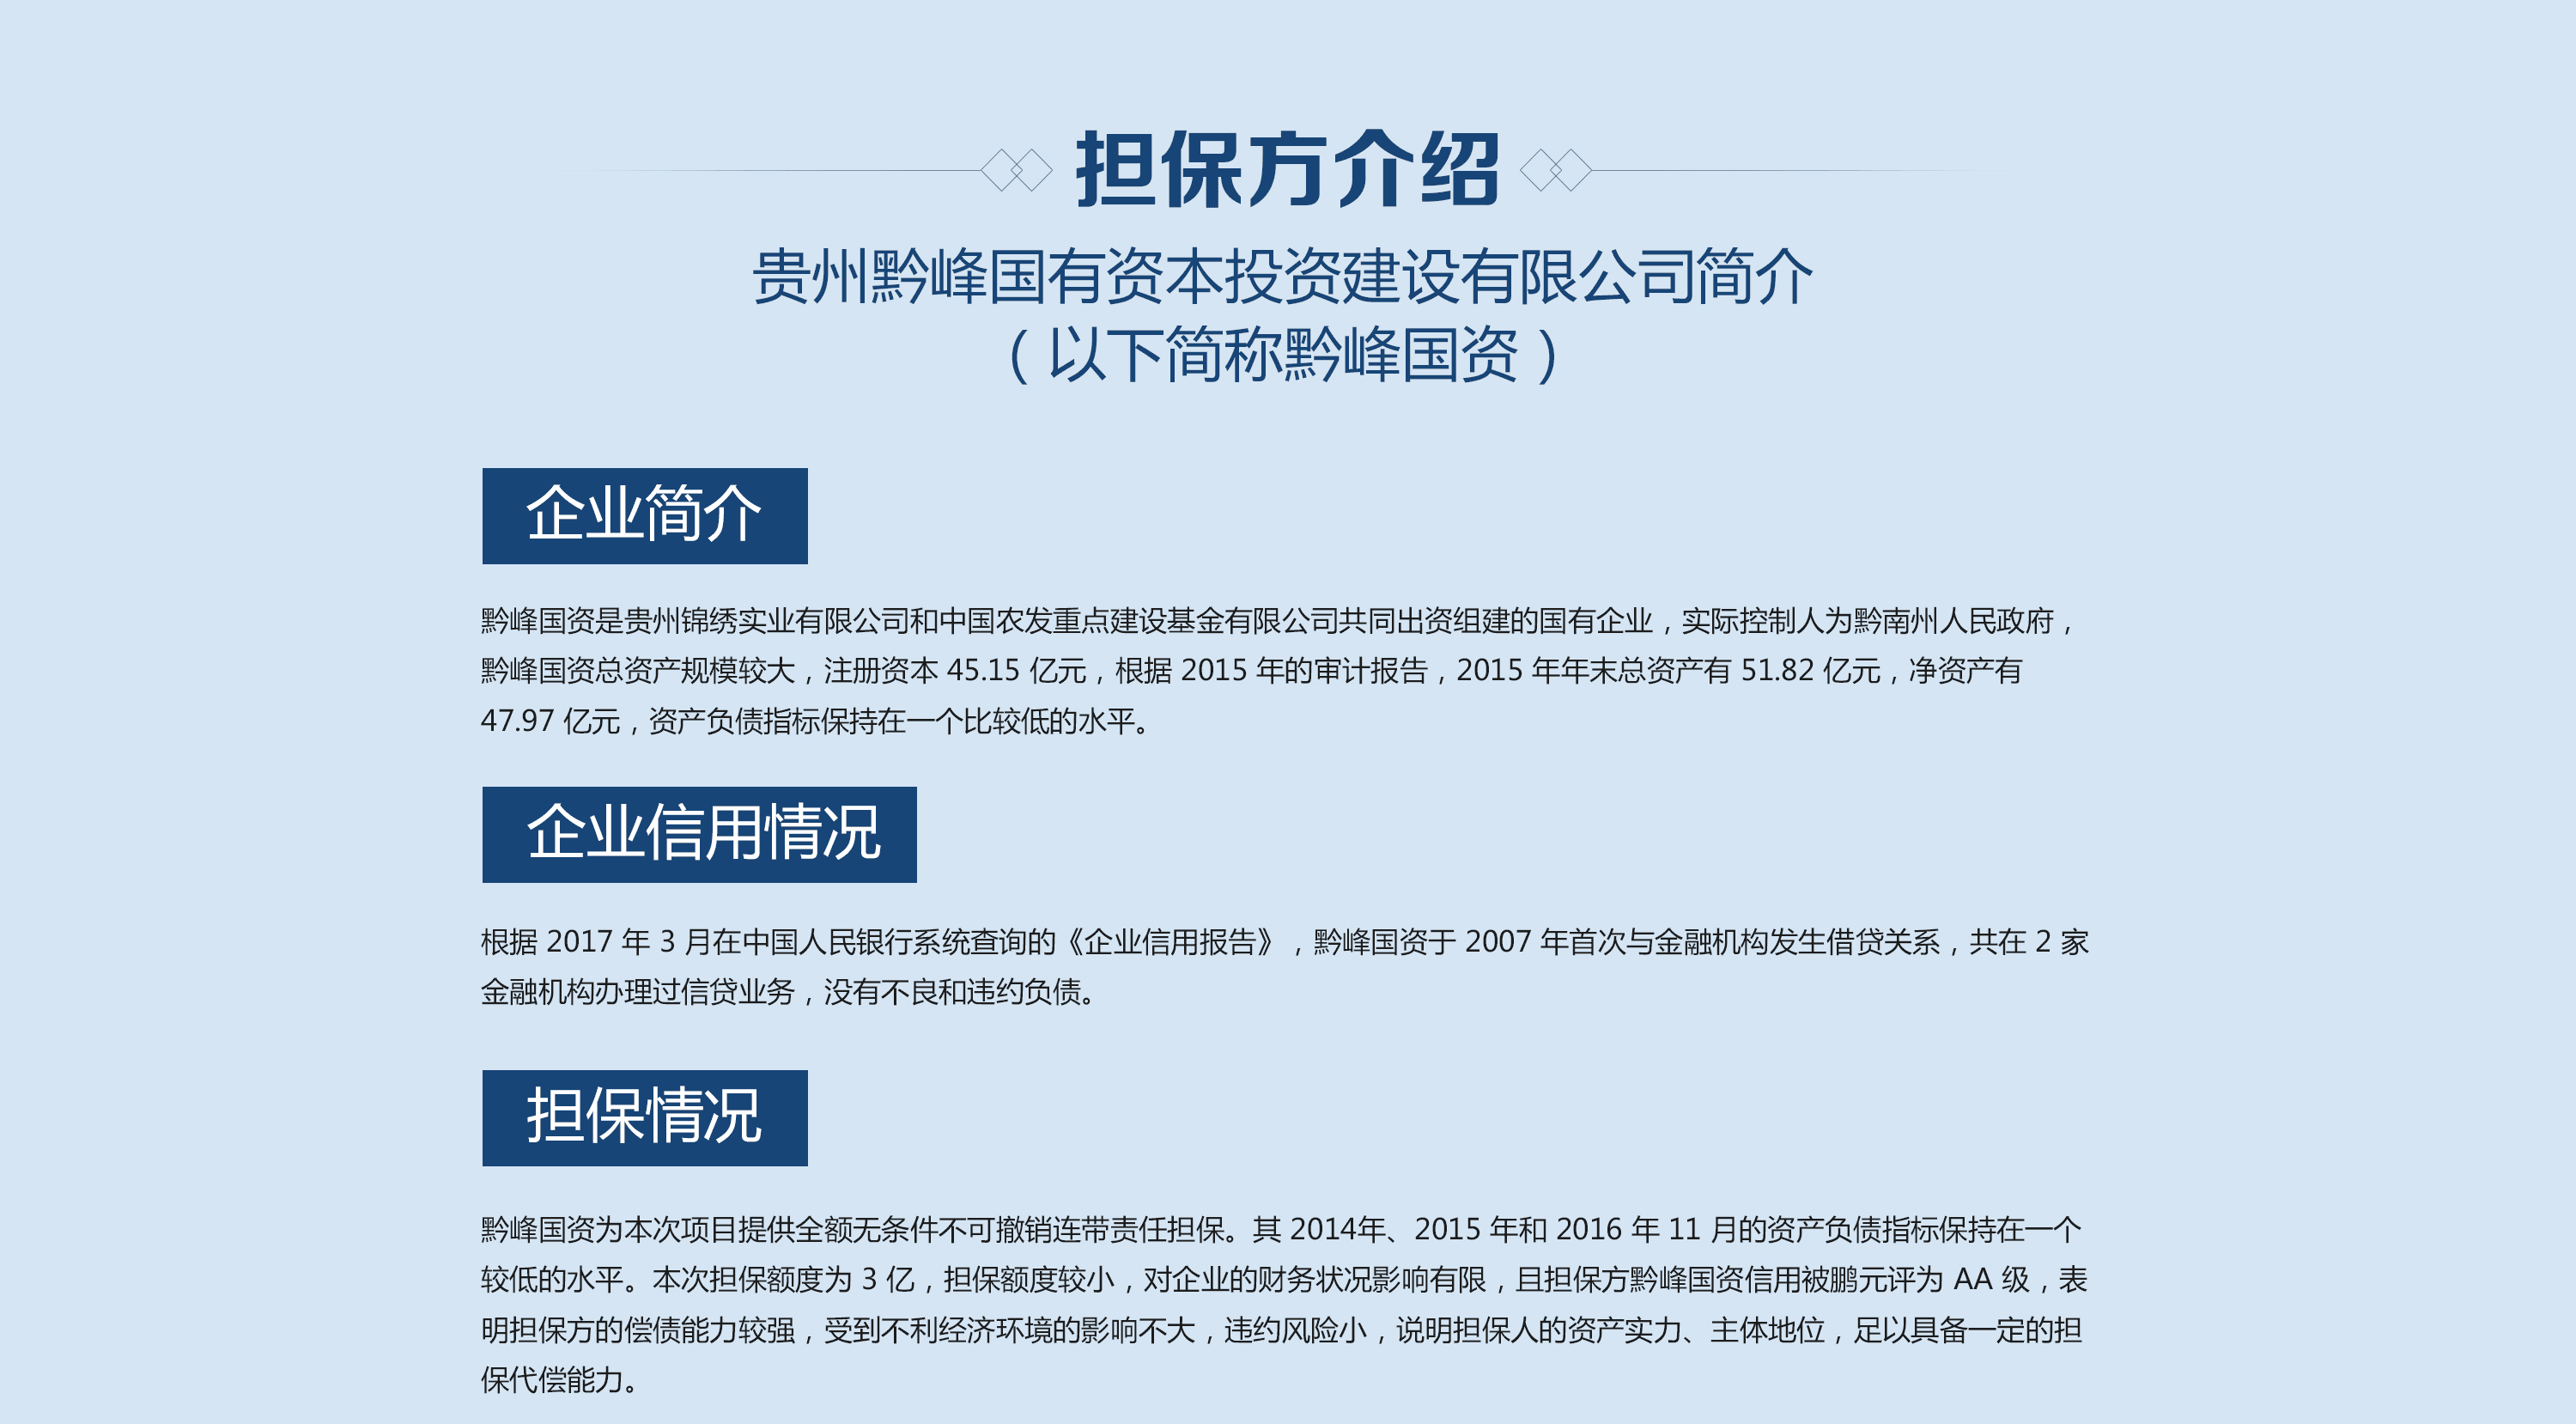 担保方介绍
贵州黔峰国有资本投资建设有限公司简介
（以下简称黔峰国资）
企业简介
黔峰国资是贵州锦绣实业有限公司和中国农发重点建设基金有限公司共同出资组建的国有企业，实际控制人为黔南州人民政府，
黔峰国资总资产规模较大，注册资本 45.15 亿元，根据 2015 年的审计报告，2015 年年末总资产有 51.82 亿元，净资产有
47.97 亿元，资产负债指标保持在一个比较低的水平。
企业信用情况
根据 2017 年 3 月在中国人民银行系统查询的《企业信用报告》，黔峰国资于 2007 年首次与金融机构发生借贷关系，共在 2 家
金融机构办理过信贷业务，没有不良和违约负债。
担保情况
黔峰国资为本次项目提供全额无条件不可撤销连带责任担保。其 2014年、2015 年和 2016 年 11 月的资产负债指标保持在一个
较低的水平。本次担保额度为 3 亿，担保额度较小，对企业的财务状况影响有限，且担保方黔峰国资信用被鹏元评为 AA 级，表
明担保方的偿债能力较强，受到不利经济环境的影响不大，违约风险小，说明担保人的资产实力、主体地位，足以具备一定的担
保代偿能力。